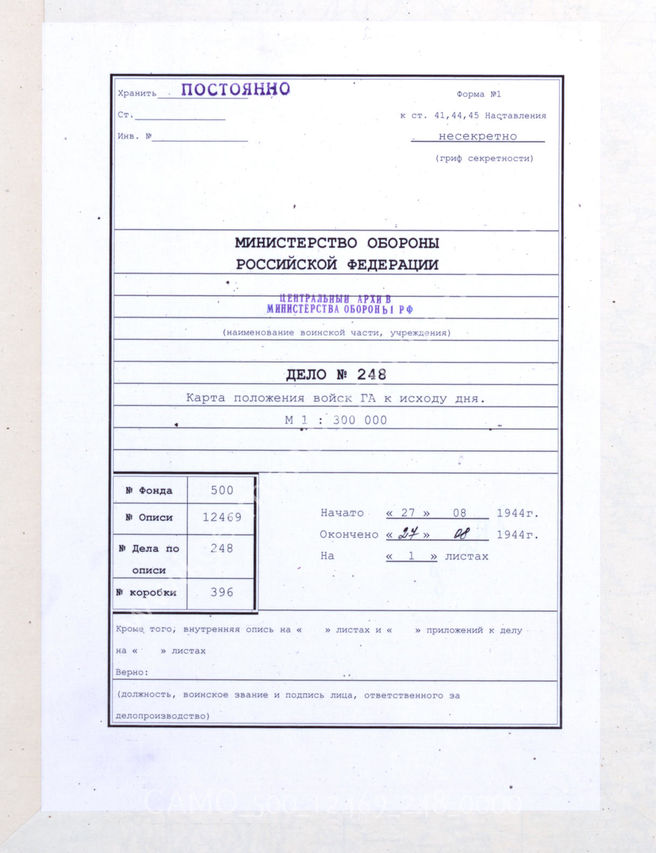 Хранить ПОСТОЯННО
Форма №1
Ст.
к ст. 41,44,45 Наставления
Инв. №
несекретно
(гриф секретности)
МИНИСТЕРСТВО ОБОРОНЫ
РОССИЙСКОЙ ФЕДЕРАЦИИ
ЦЕНТРАЛЬНЫЙ АРХИВ
МИНИСТЕРСТВА ОБОРОНЫ РФ
(наименование воинской части, учреждения)
ДЕЛО № 248
Карта положения войск ГА к исходу дня.
М 1 : 300 000
№ Фонда 500
№ Описи 12469
№ Дела по описи 248
№ коробки 396
Начато « 27 » 08 1944г.
Окончено « 27 » 08 1944г.
На « 1 » листах
Кроме того, внутренняя опись на « » листах и « » приложений к делу
на « » листах
Верно:
(должность, воинское звание и подпись лица, ответственного за
делопроизводство)
CAMO_500_12469_248_0000